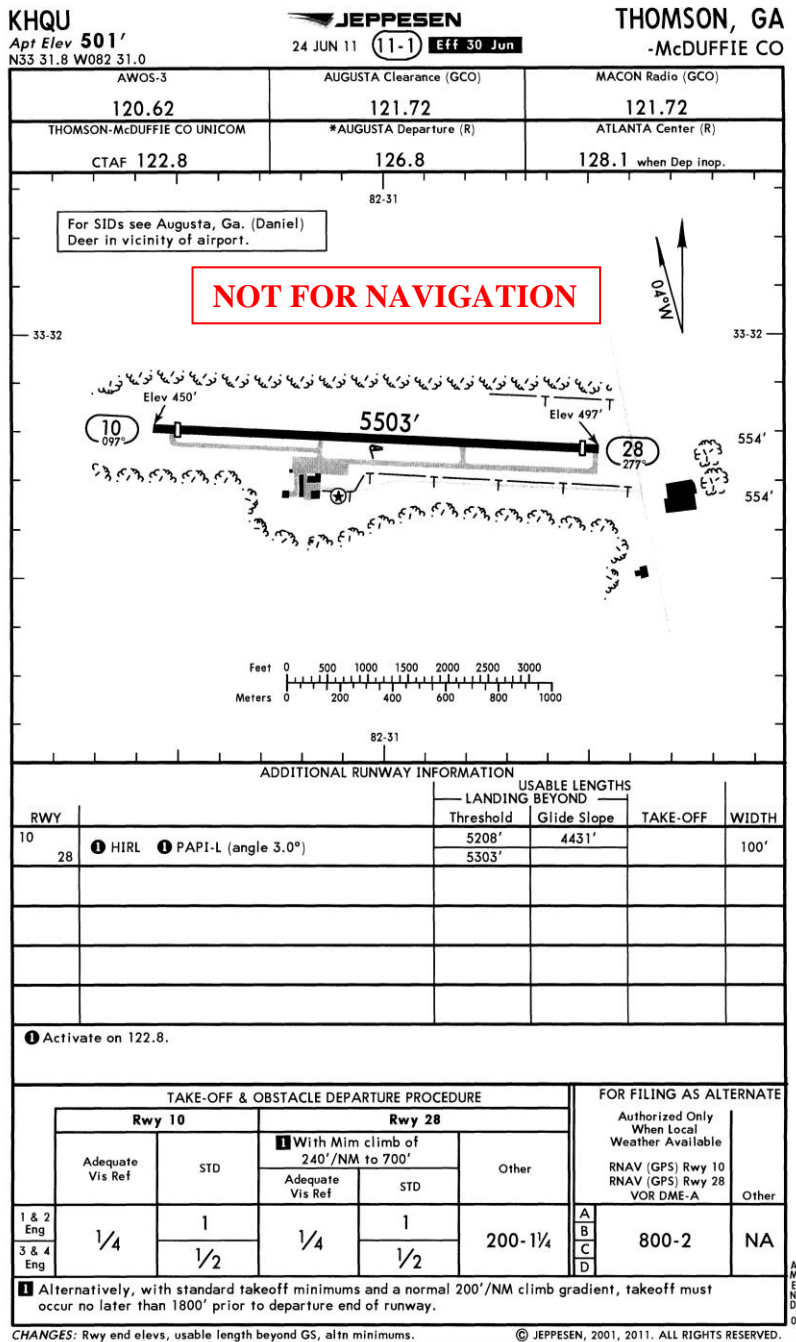 KHQU
Apt Elev 501'
N33 31.8 W082 31.0
JEPPESEN
24 JUN 11 11-1 Eff 30 Jun
THOMSON, GA
-McDUFFIE CO
AWOS-3
120.62
AUGUSTA Clearance (GCO)
121.72
MACON Radio (GCO)
121.72
THOMSON-McDUFFIE CO UNICOM
CTAF 122.8
*AUGUSTA Departure (R)
126.8
ATLANTA Center (R)
128.1 when Dep inop.
82-31
For SIDs see Augusta, Ga. (Daniel)
Deer in vicinity of airport.
NOT FOR NAVIGATION
04°W
33-32
33-32
Elev 450'
10
097°
5503'
Elev 497'
28
277°
554'
554'
T
T
T
T
T
T
T
T
Feet 0 500 1000 1500 2000 2500 3000
Meters 0 200 400 600 800 1000
82-31
ADDITIONAL RUNWAY INFORMATION
USABLE LENGTHS
LANDING BEYOND
RWY Threshold Glide Slope TAKE-OFF WIDTH
10 5208' 4431'
28 1 HIRL 1 PAPI-L (angle 3.0°) 5303' 100'
1 Activate on 122.8.
TAKE-OFF & OBSTACLE DEPARTURE PROCEDURE
Rwy 10
Rwy 28
Adequate
Vis Ref
STD
1 With Mim climb of
240'/NM to 700'
Adequate
Vis Ref
STD
Other
FOR FILING AS ALTERNATE
Authorized Only
When Local
Weather Available
RNAV (GPS) Rwy 10
RNAV (GPS) Rwy 28
VOR DME-A
Other
1 & 2
Eng
3 & 4
Eng
1/4
1
1/2
1/4
1
1/2
200-1¼
A
B
C
D
800-2
NA
1 Alternatively, with standard takeoff minimums and a normal 200'/NM climb gradient, takeoff must
occur no later than 1800' prior to departure end of runway.
AMEND 0
CHANGES: Rwy end elevs, usable length beyond GS, altn minimums.
© JEPPESEN, 2001, 2011. ALL RIGHTS RESERVED.